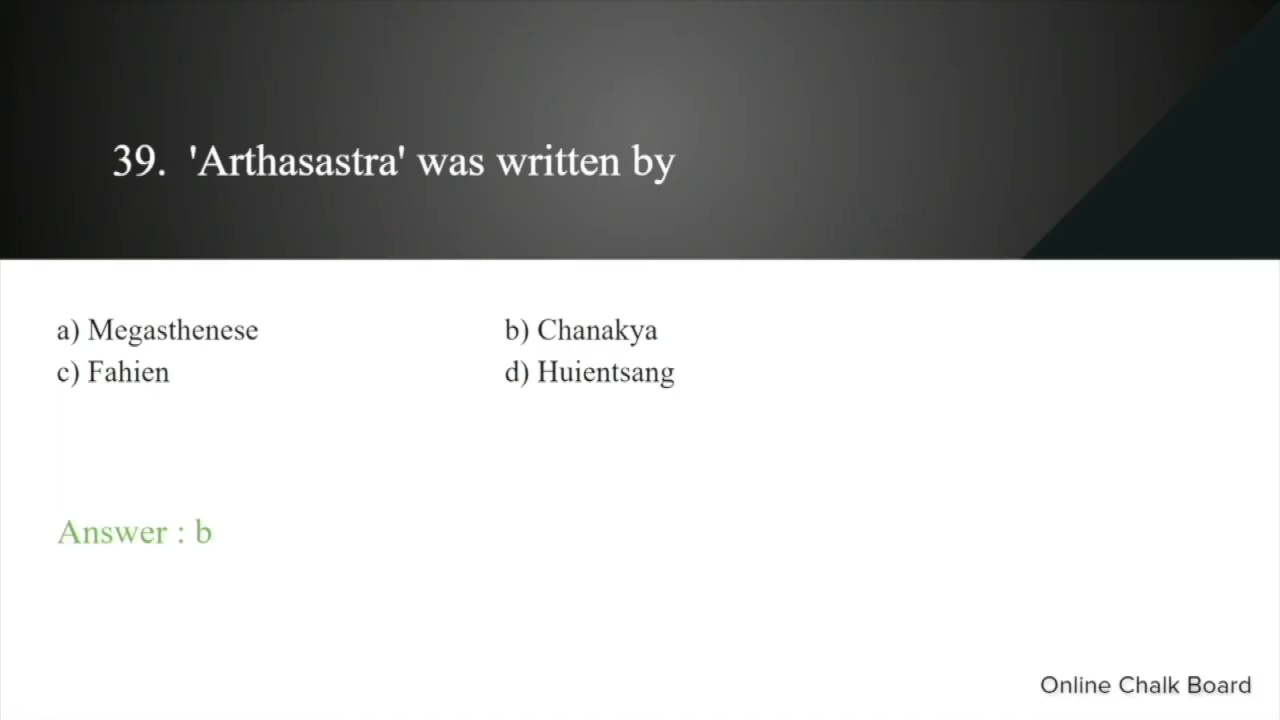 39. 'Arthasastra' was written by
a) Megasthenese b) Chanakya
c) Fahien d) Huientsang
Answer : b
Online Chalk Board